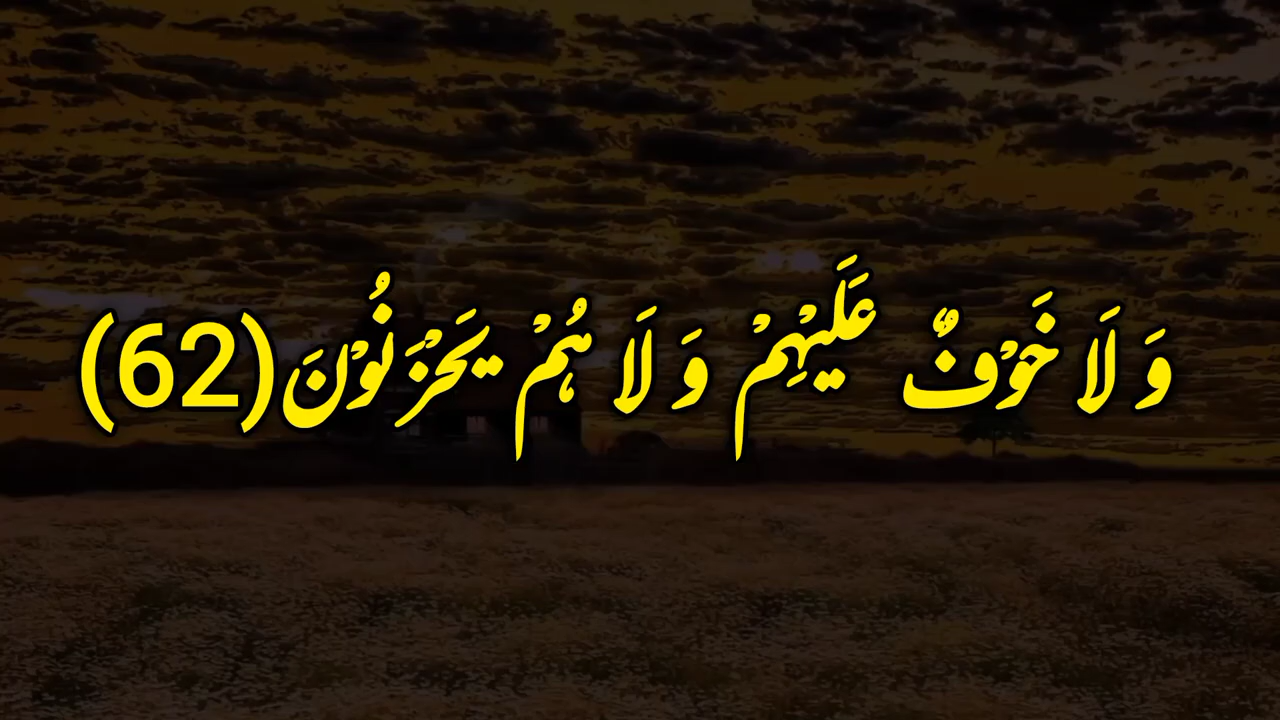 وَ لَا خَوْفٌ عَلَیْهِمْ وَ لَا هُمْ یَحْزَنُوْنَ(62)